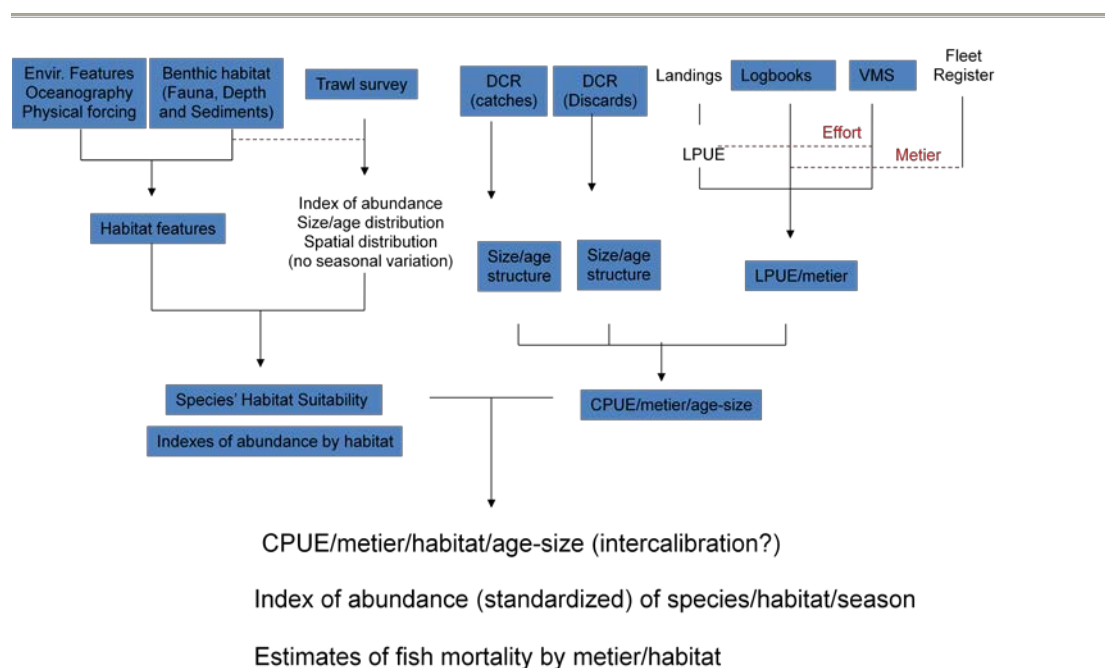 Envir. Features
Oceanography
Physical forcing
Benthic habitat
(Fauna, Depth
and Sediments)
Trawl survey
DCR
(catches)
DCR
(Discards)
Landings
Logbooks
VMS
Fleet
Register
Effort
LPUE
Metier
Habitat features
Index of abundance
Size/age distribution
Spatial distribution
(no seasonal variation)
Size/age
structure
Size/age
structure
LPUE/metier
Species' Habitat Suitability
CPUE/metier/age-size
Indexes of abundance by habitat
CPUE/metier/habitat/age-size (intercalibration?)
Index of abundance (standardized) of species/habitat/season
Estimates of fish mortality by metier/habitat